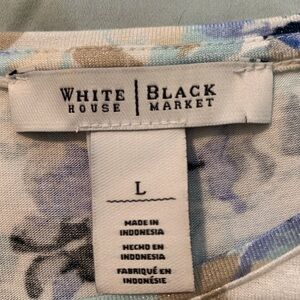 WHITE | BLACK
HOUSE | MARKET
L
MADE IN
INDONESIA
HECHO EN
INDONESIA
FABRIQUÉ EN
INDONÉSIE